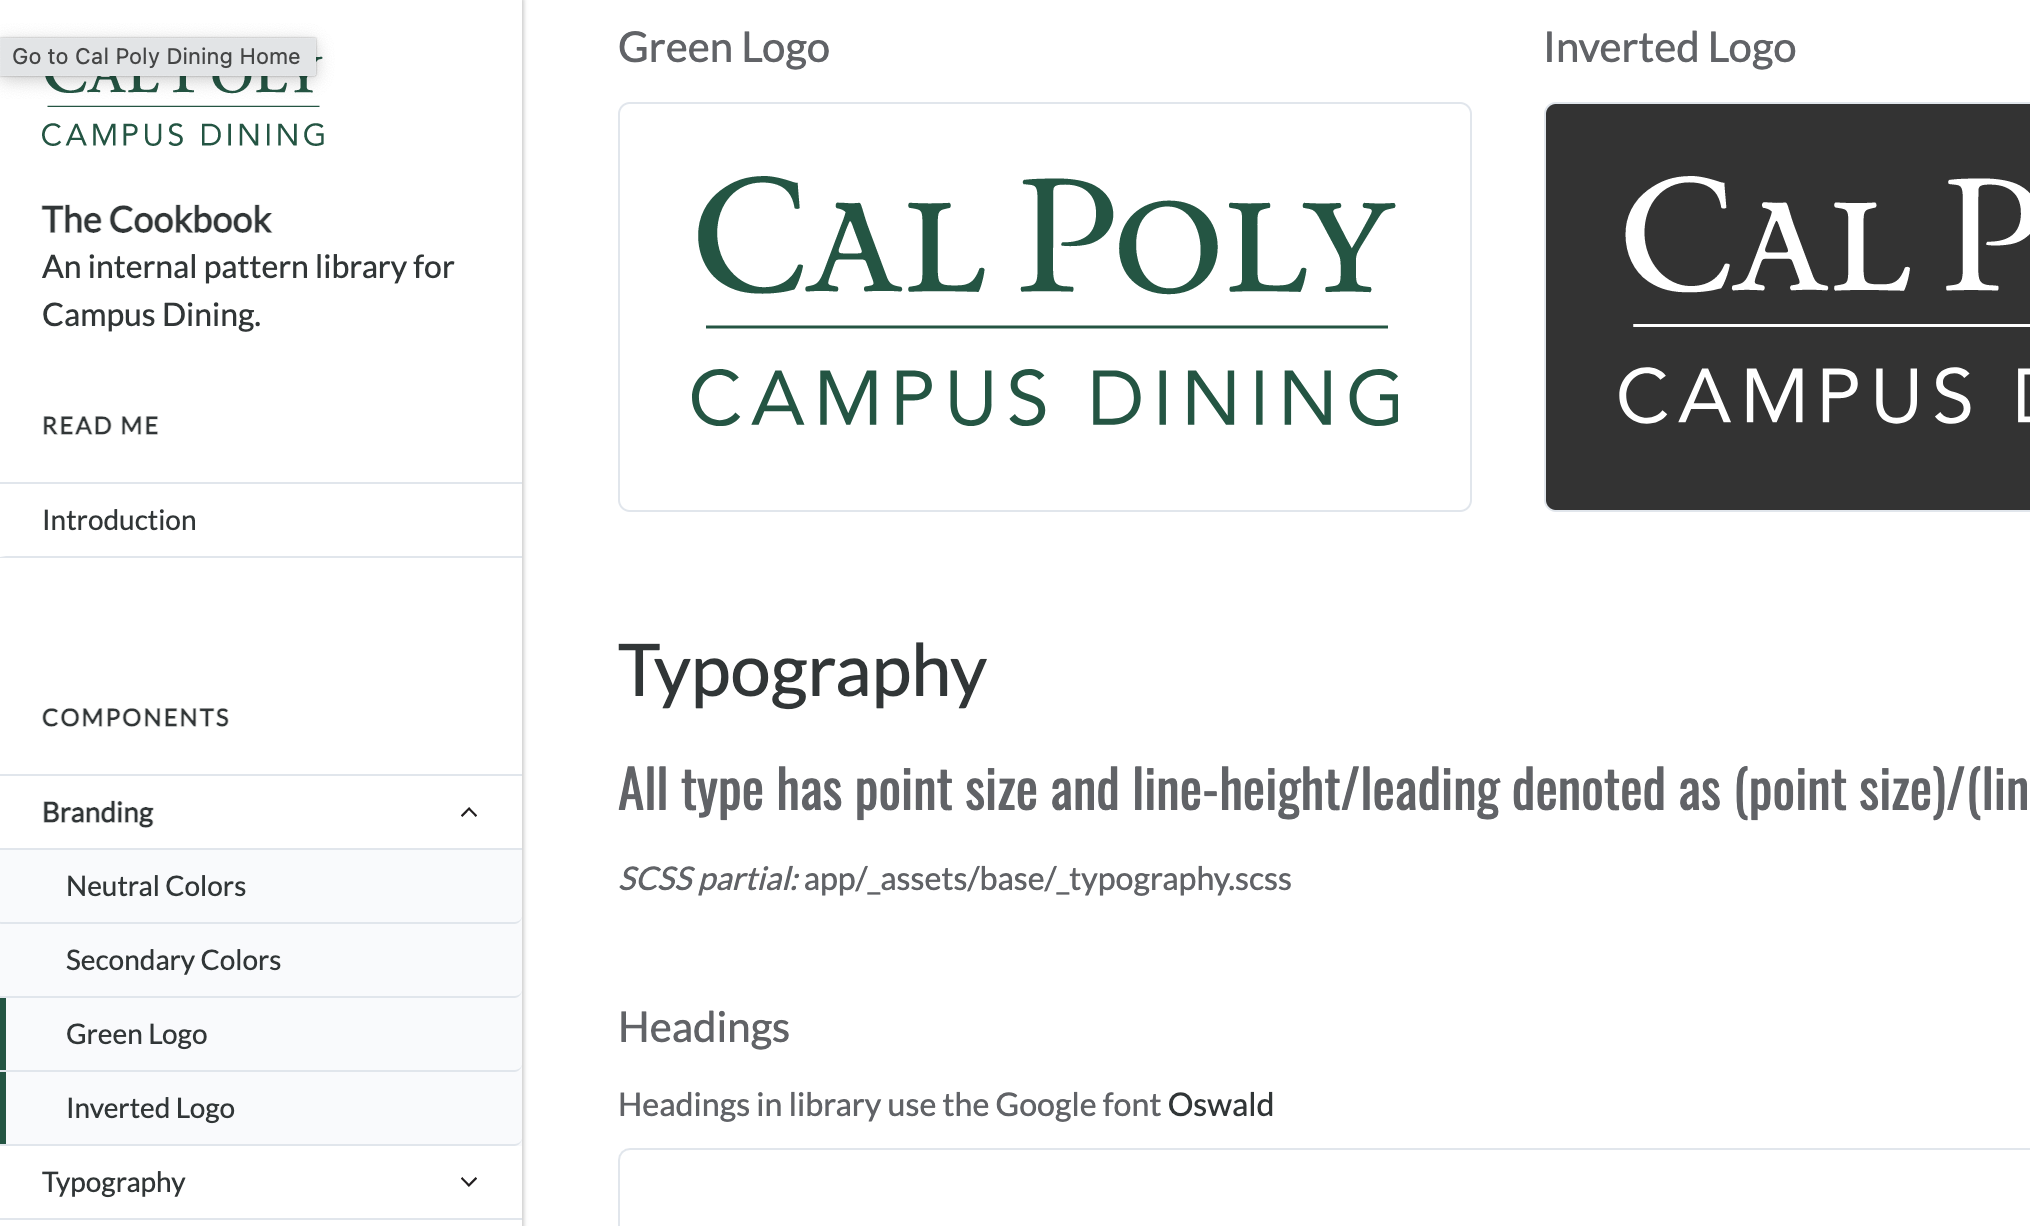 Go to Cal Poly Dining Home
CAL POLY
CAMPUS DINING
The Cookbook
An internal pattern library for
Campus Dining.
READ ME
Introduction
COMPONENTS
Branding
Neutral Colors
Secondary Colors
Green Logo
Inverted Logo
Typography
Green Logo
CAL POLY
CAMPUS DINING
Inverted Logo
CAL P
CAMPUS D
Typography
All type has point size and line-height/leading denoted as (point size)/(lin
SCSS partial: app/_assets/base/_typography.scss
Headings
Headings in library use the Google font Oswald